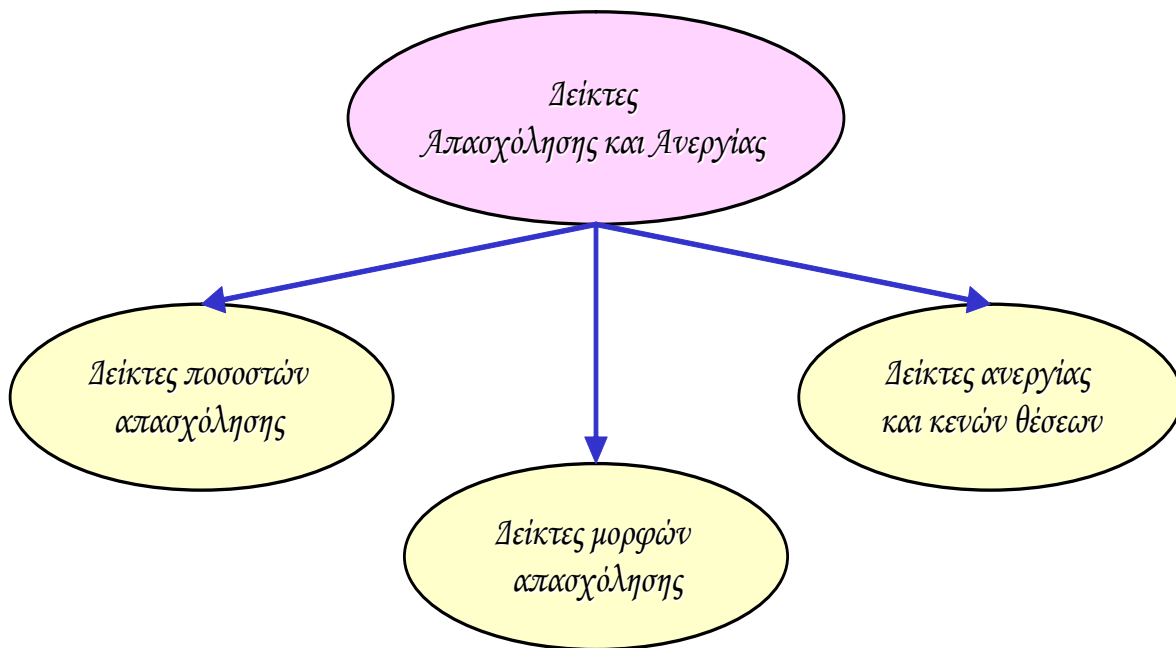 Δείκτες
Απασχόλησης και Ανεργίας
Δείκτες ποσοστών
απασχόλησης
Δείκτες ανεργίας
και κενών θέσεων
Δείκτες μορφών
απασχόλησης